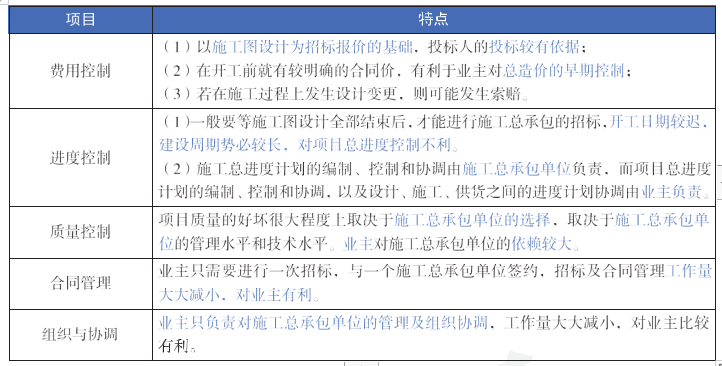 项目 特点
费用控制
（1）以施工图设计为招标报价的基础，投标人的投标较有依据；
（2）在开工前就有较明确的合同价，有利于业主对总造价的早期控制；
（3）若在施工过程上发生设计变更，则可能发生索赔。
进度控制
（1）一般要等施工图设计全部结束后，才能进行施工总承包的招标，开工日期较迟，
建设周期势必较长，对项目总进度控制不利。
（2）施工总进度计划的编制、控制和协调由施工总承包单位负责，而项目总进度
计划的编制、控制和协调，以及设计、施工、供货之间的进度计划协调由业主负责。
质量控制
项目质量的好坏很大程度上取决于施工总承包单位的选择，取决于施工总承包单
位的管理水平和技术水平。业主对施工总承包单位的依赖较大。
合同管理
业主只需要进行一次招标，与一个施工总承包单位签约，招标及合同管理工作量
大大减小，对业主有利。
组织与协调
业主只负责对施工总承包单位的管理及组织协调，工作量大大减小，对业主比较
有利。